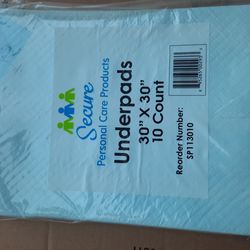 Secure
Personal Care Products
Underpads
30" X 30"
10 Count
Reorder Number:
SP113010